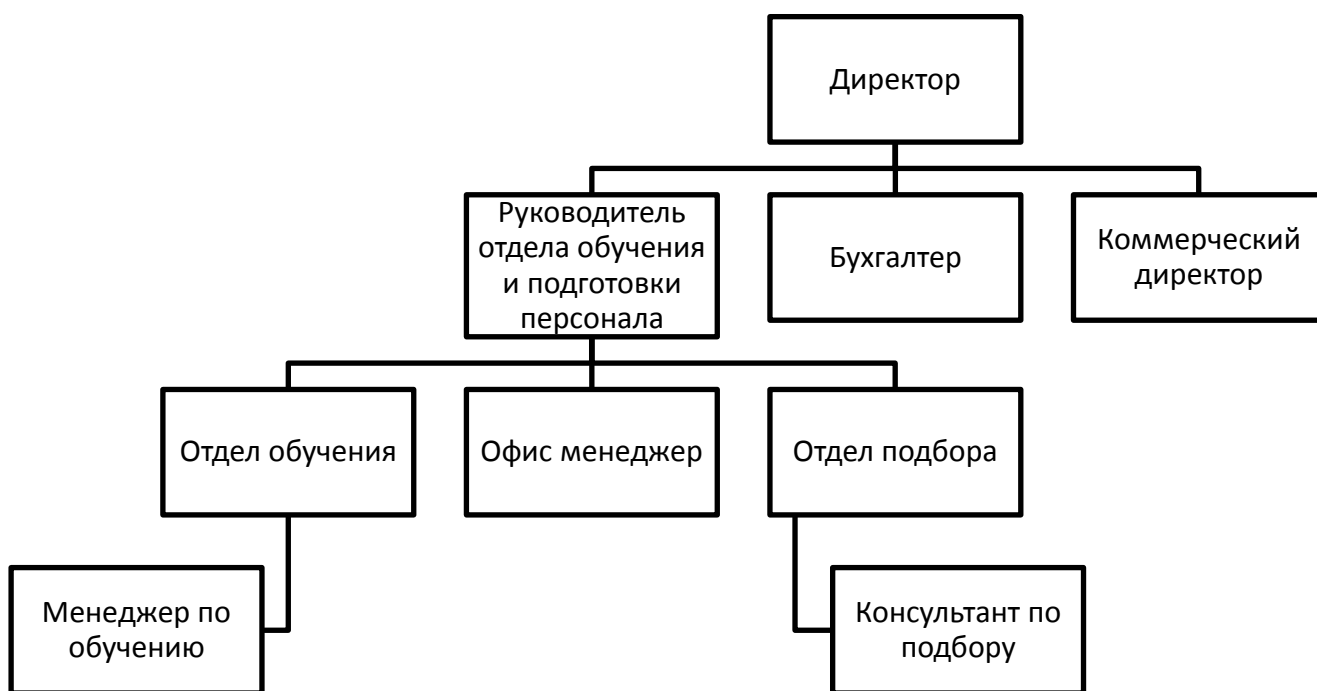 Директор
Руководитель
отдела обучения
и подготовки
персонала
Бухгалтер
Коммерческий
директор
Отдел обучения
Офис менеджер
Отдел подбора
Менеджер по
обучению
Консультант по
подбору